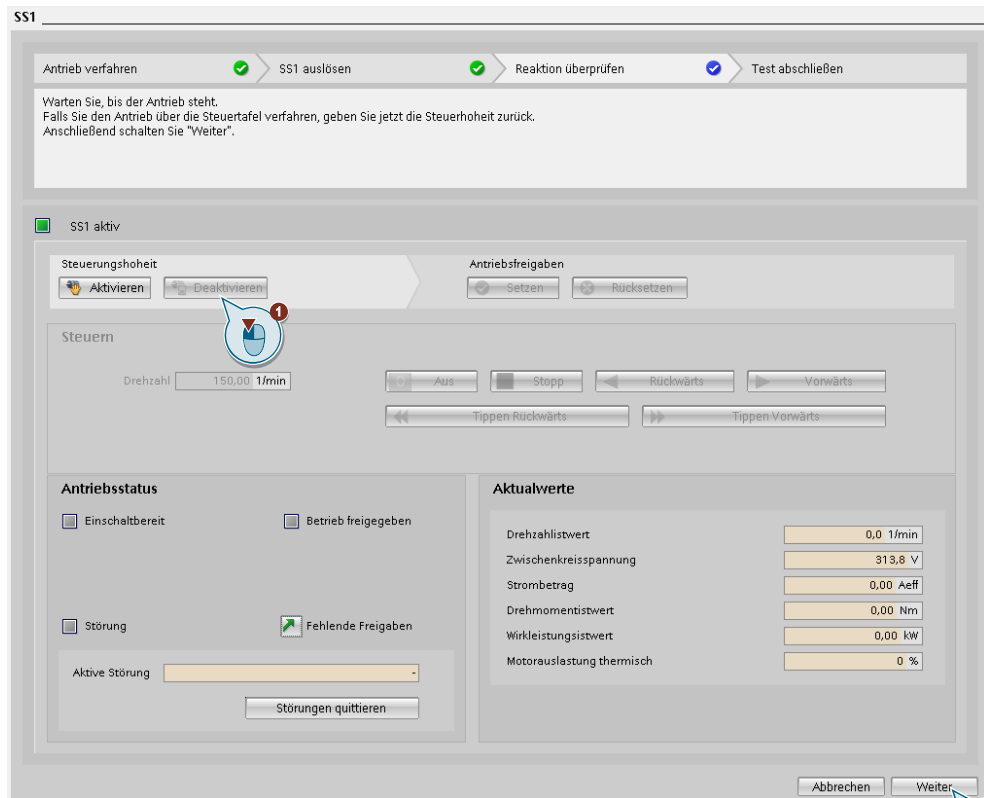 SS1
Antrieb verfahren
SS1 auslösen
Reaktion überprüfen
Test abschließen
Warten Sie, bis der Antrieb steht.
Falls Sie den Antrieb über die Steuertafel verfahren, geben Sie jetzt die Steuerhoheit zurück.
Anschließend schalten Sie "Weiter".
SS1 aktiv
Steuerungshoheit
Aktivieren
Deaktivieren
Antriebsfreigaben
Setzen
Rücksetzen
1
Steuern
Drehzahl 150,00 1/min
0 Aus
Stopp
Rückwärts
Vorwärts
Tippen Rückwärts
Tippen Vorwärts
Antriebsstatus
Einschaltbereit
Betrieb freigegeben
Störung
Fehlende Freigaben
Aktive Störung -
Störungen quittieren
Aktualwerte
Drehzahlistwert 0,0 1/min
Zwischenkreisspannung 313,8 V
Strombetrag 0,00 Aeff
Drehmomentistwert 0,00 Nm
Wirkleistungsistwert 0,00 kW
Motorauslastung thermisch 0 %
Abbrechen
Weiter